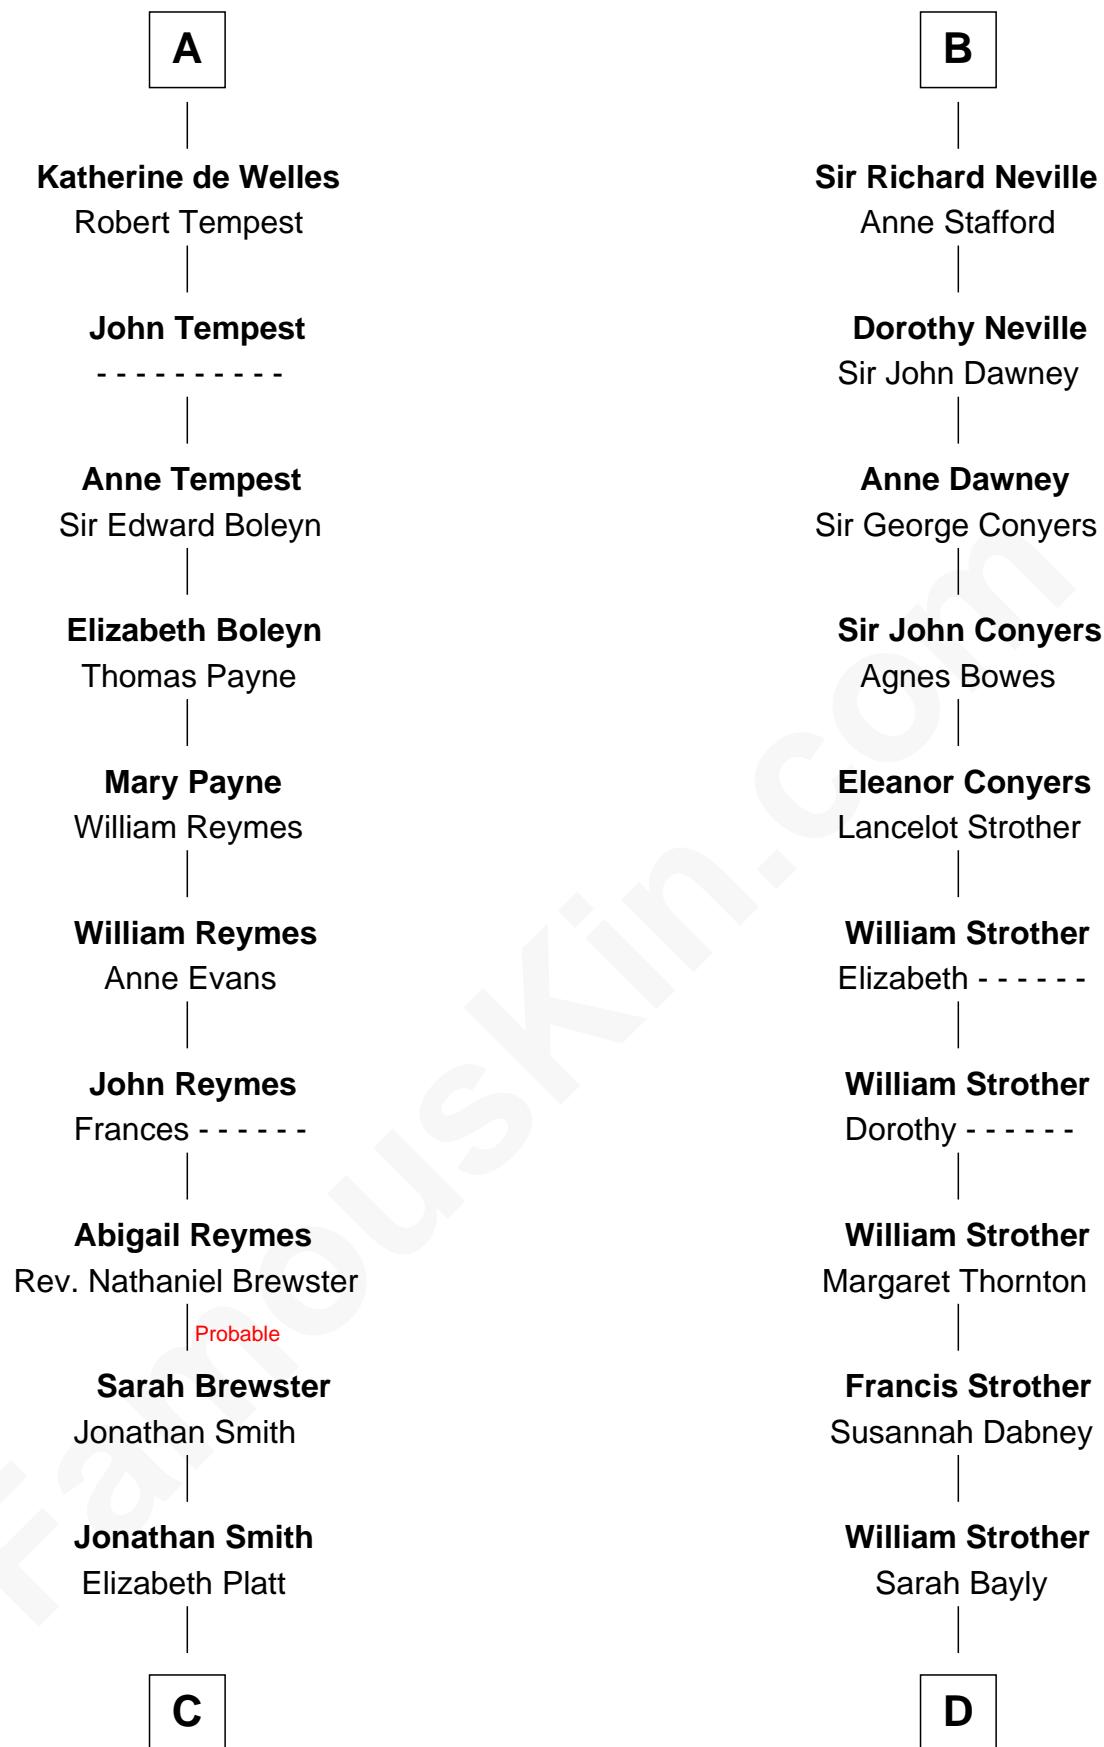 A
Katherine de Welles
Robert Tempest
John Tempest
- - - - - - - - - -
Anne Tempest
Sir Edward Boleyn
Elizabeth Boleyn
Thomas Payne
Mary Payne
William Reymes
William Reymes
Anne Evans
John Reymes
Frances - - - - - -
Abigail Reymes
Rev. Nathaniel Brewster
Probable
Sarah Brewster
Jonathan Smith
Jonathan Smith
Elizabeth Platt
C
B
Sir Richard Neville
Anne Stafford
Dorothy Neville
Sir John Dawney
Anne Dawney
Sir George Conyers
Sir John Conyers
Agnes Bowes
Eleanor Conyers
Lancelot Strother
William Strother
Elizabeth - - - - - -
William Strother
Dorothy - - - - - -
William Strother
Margaret Thornton
Francis Strother
Susannah Dabney
William Strother
Sarah Bayly
D
FamousKin.com